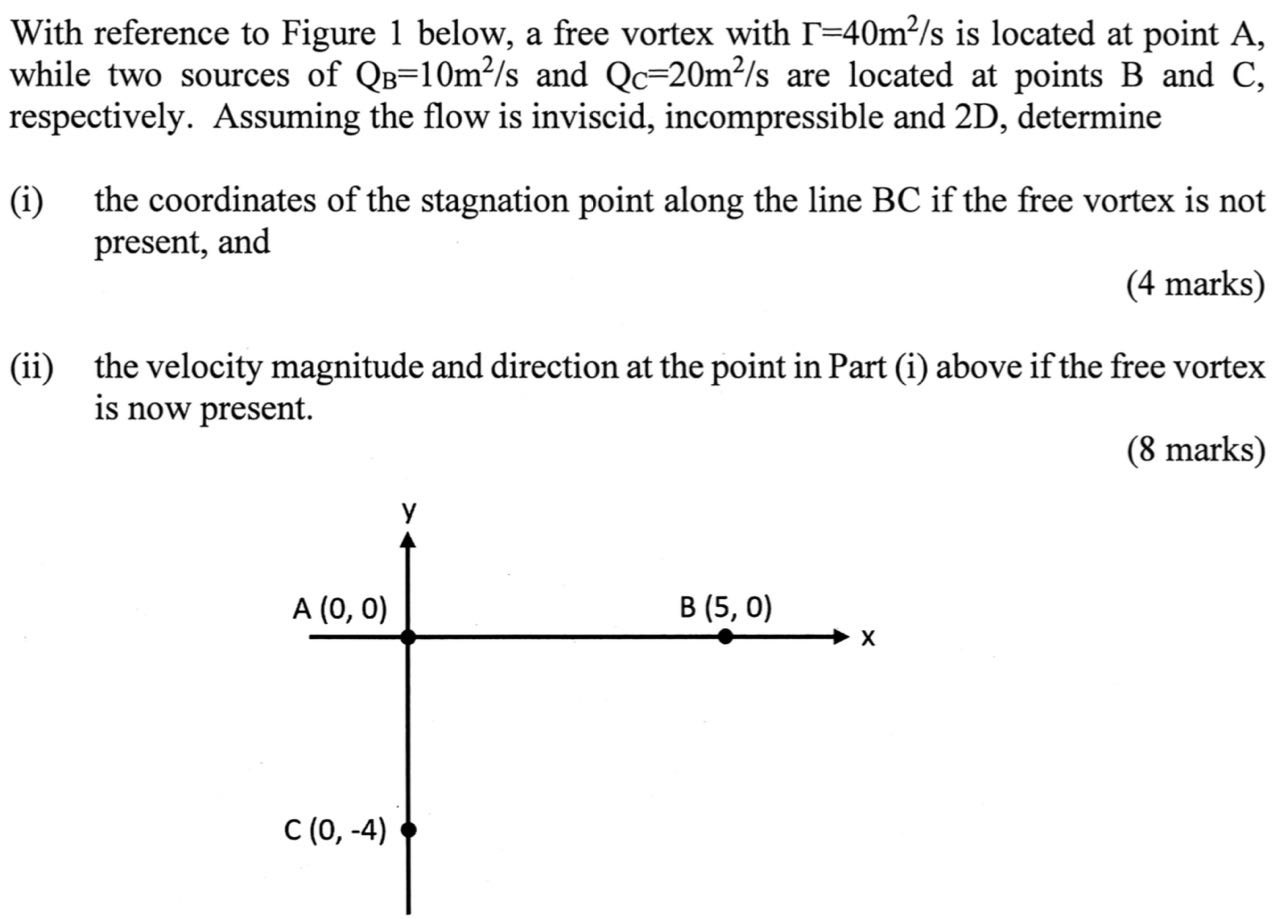 With reference to Figure 1 below, a free vortex with Γ=40m²/s is located at point A,
while two sources of QB=10m²/s and QC=20m²/s are located at points B and C,
respectively. Assuming the flow is inviscid, incompressible and 2D, determine
(i) the coordinates of the stagnation point along the line BC if the free vortex is not
present, and
(4 marks)
(ii) the velocity magnitude and direction at the point in Part (i) above if the free vortex
is now present.
(8 marks)
y
A (0, 0)
B (5, 0)
x
C (0, -4)